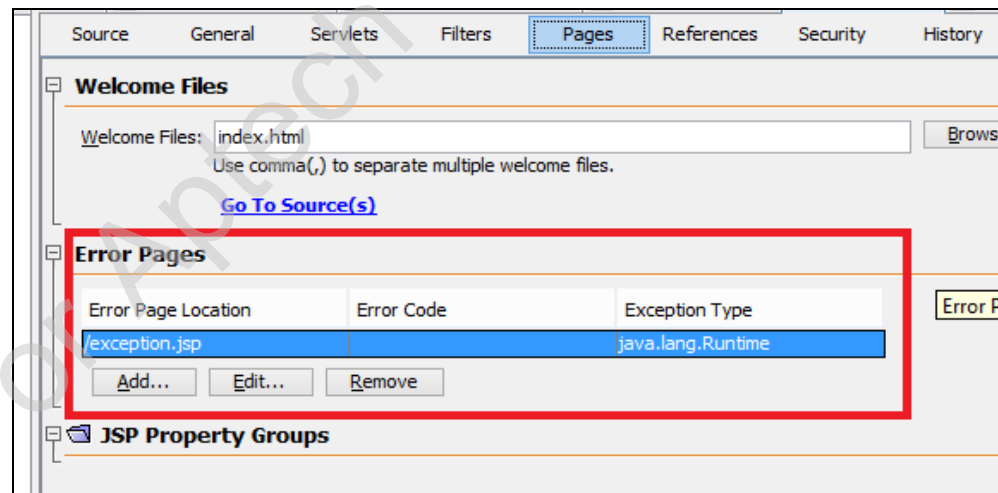 Source General Servlets Filters Pages References Security History
Welcome Files
Welcome Files: index.html
Use comma(,) to separate multiple welcome files.
Go To Source(s)
Error Pages
Error Page Location Error Code Exception Type
/exception.jsp java.lang.Runtime
Add... Edit... Remove
JSP Property Groups
or Aptech